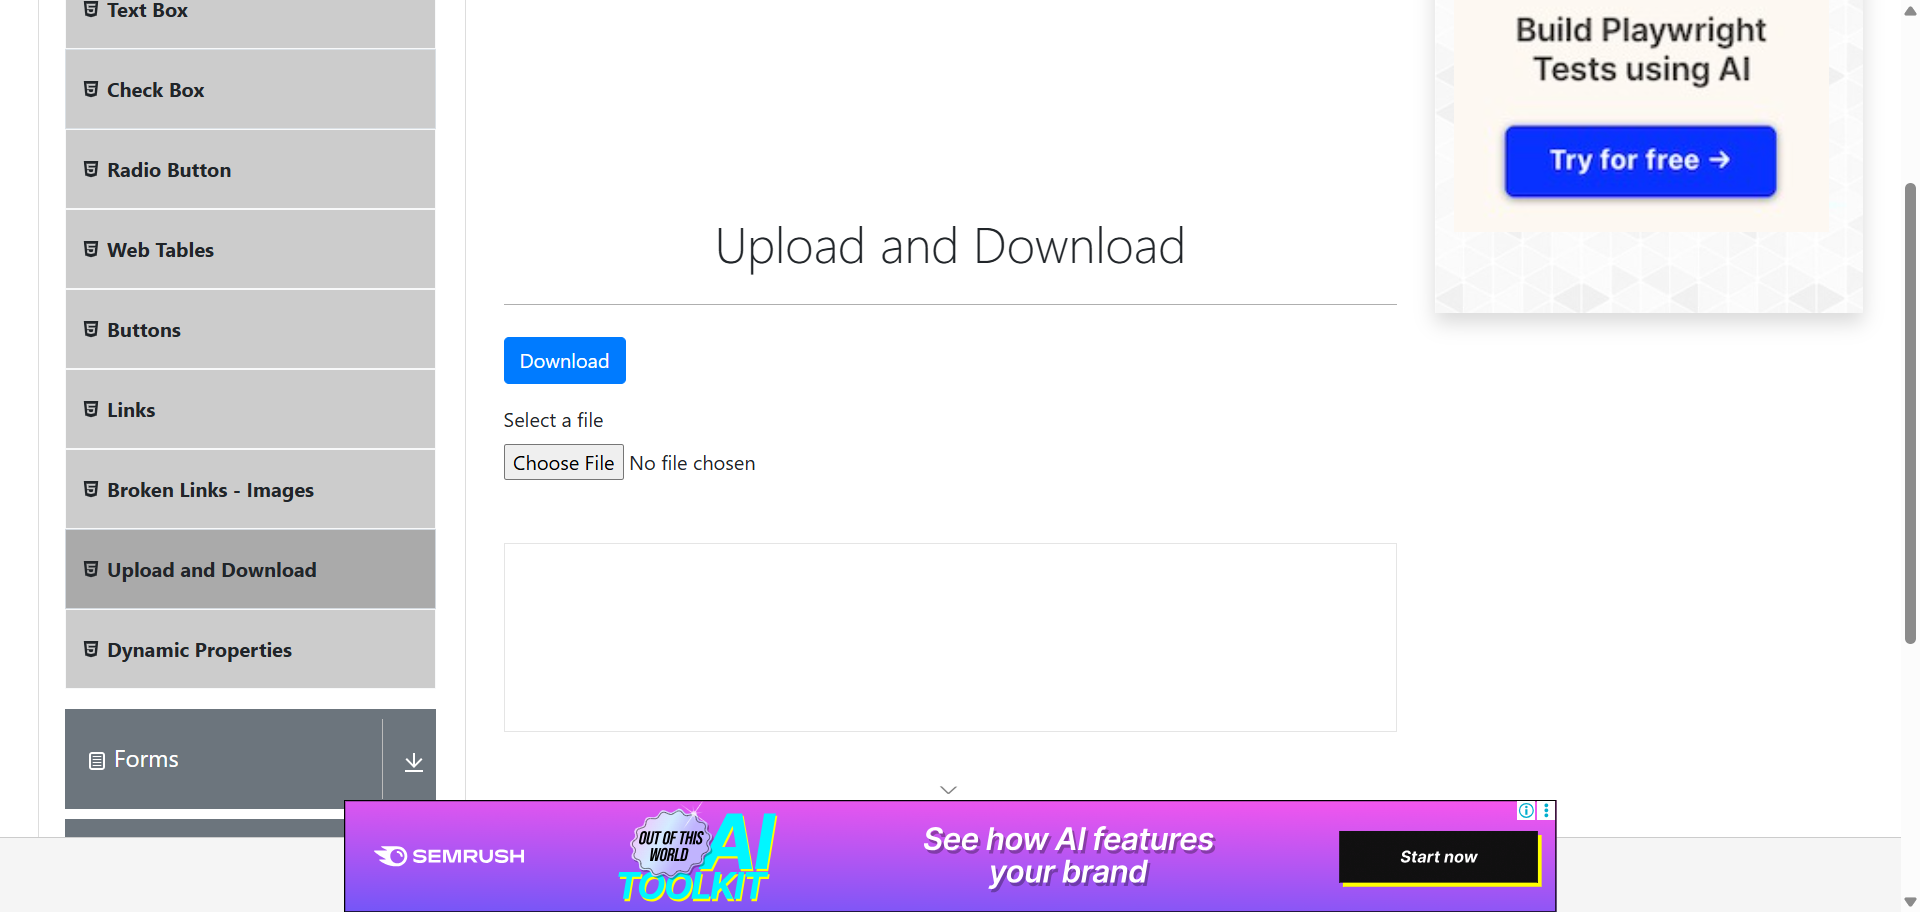 Text Box
Check Box
Radio Button
Web Tables
Buttons
Links
Broken Links - Images
Upload and Download
Dynamic Properties
Forms
Upload and Download
Download
Select a file
Choose File No file chosen
Build Playwright
Tests using AI
Try for free →
SEMRUSH
OUT OF THIS
WORLD
AI
TOOLKIT
See how AI features
your brand
Start now